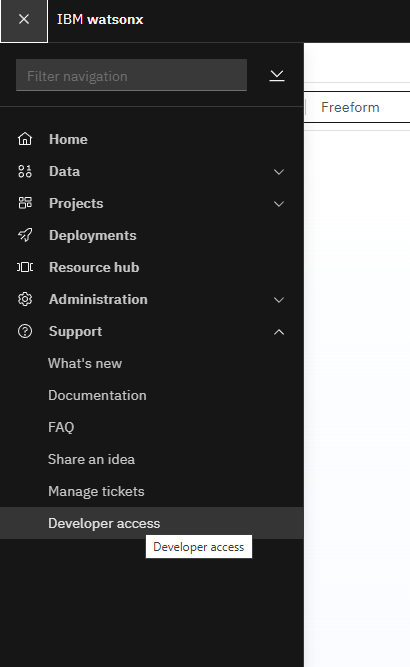 IBM watsonx
Filter navigation
Freeform
Home
Data
Projects
Deployments
Resource hub
Administration
Support
What's new
Documentation
FAQ
Share an idea
Manage tickets
Developer access
Developer access